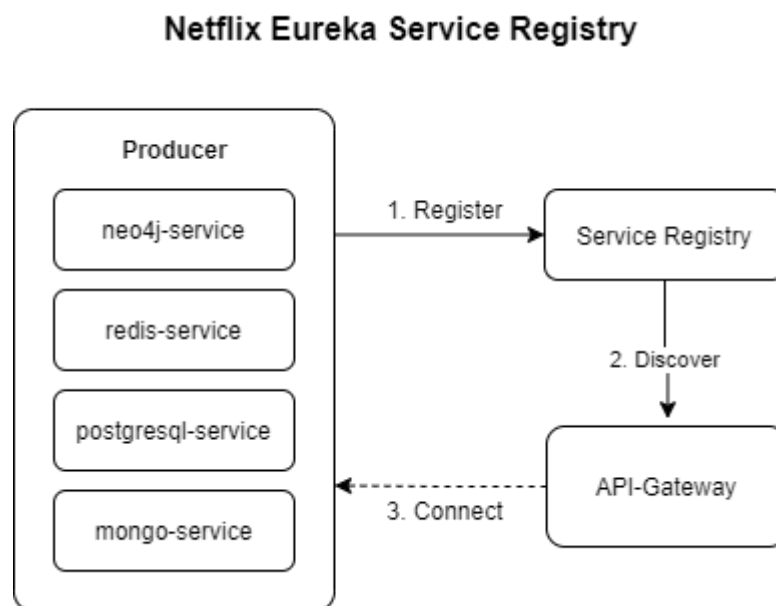 Netflix Eureka Service Registry
Producer
neo4j-service
redis-service
postgresql-service
mongo-service
1. Register
Service Registry
2. Discover
API-Gateway
3. Connect